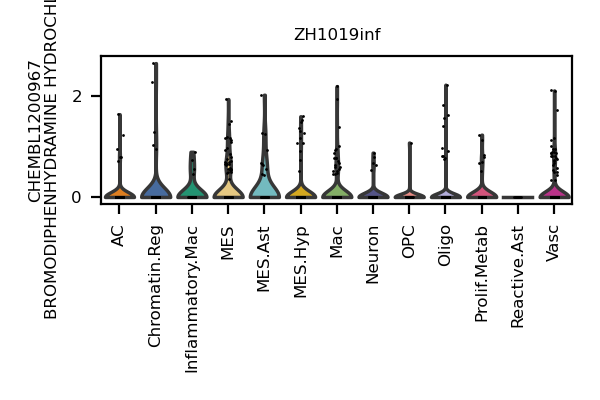 ZH1019inf
CHEMBL1200967
BROMODIPHENHYDRAMINE
2
0
AC
Chromatin.Reg
Inflammatory.Mac
MES
MES.Ast
MES.Hyp
Mac
Neuron
OPC
Oligo
Prolif.Metab
Reactive.Ast
Vasc